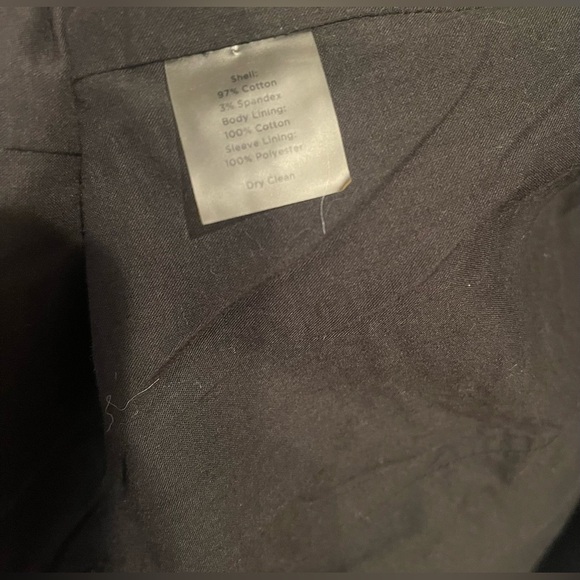 Shell:
97% Cotton
3% Spandex
Body Lining:
100% Cotton
Sleeve Lining:
100% Polyester
Dry Clean